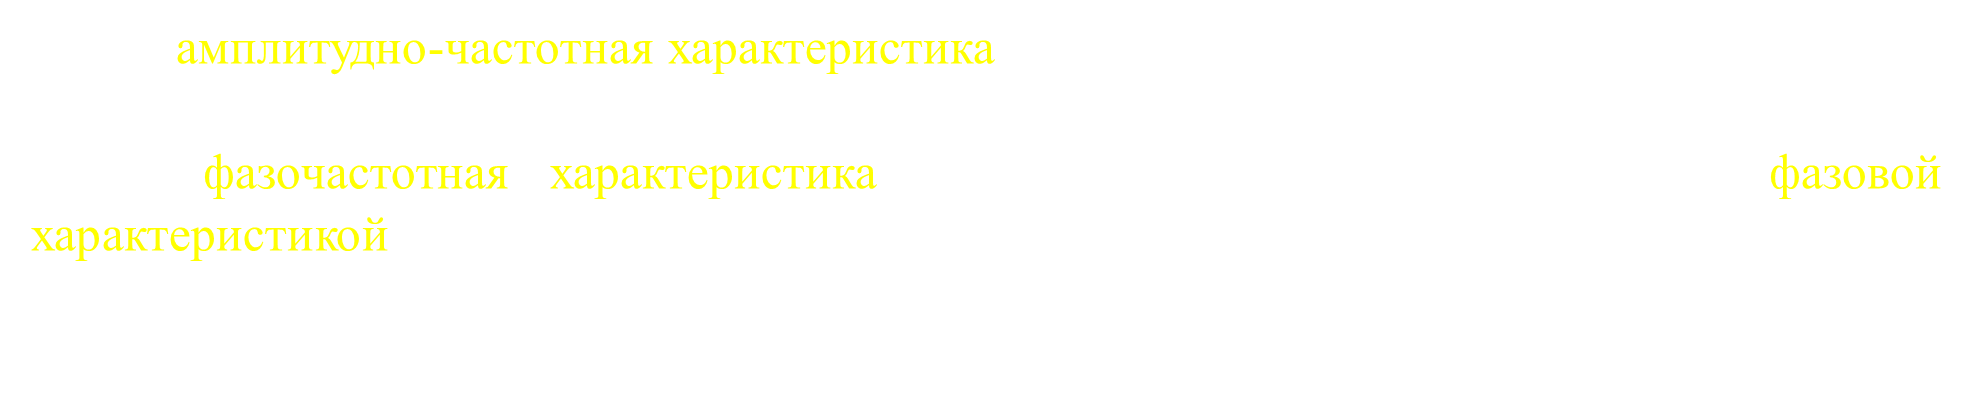 амплитудно-частотная характеристика
фазочастотная характеристика фазовой
характеристикой